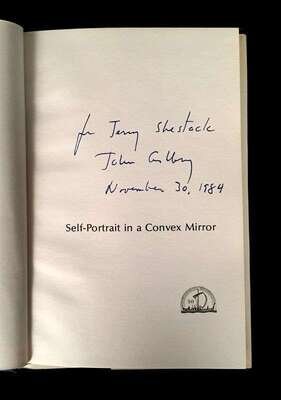 for Jerry Shestack
John Ashbery
November 30, 1984
Self-Portrait in a Convex Mirror